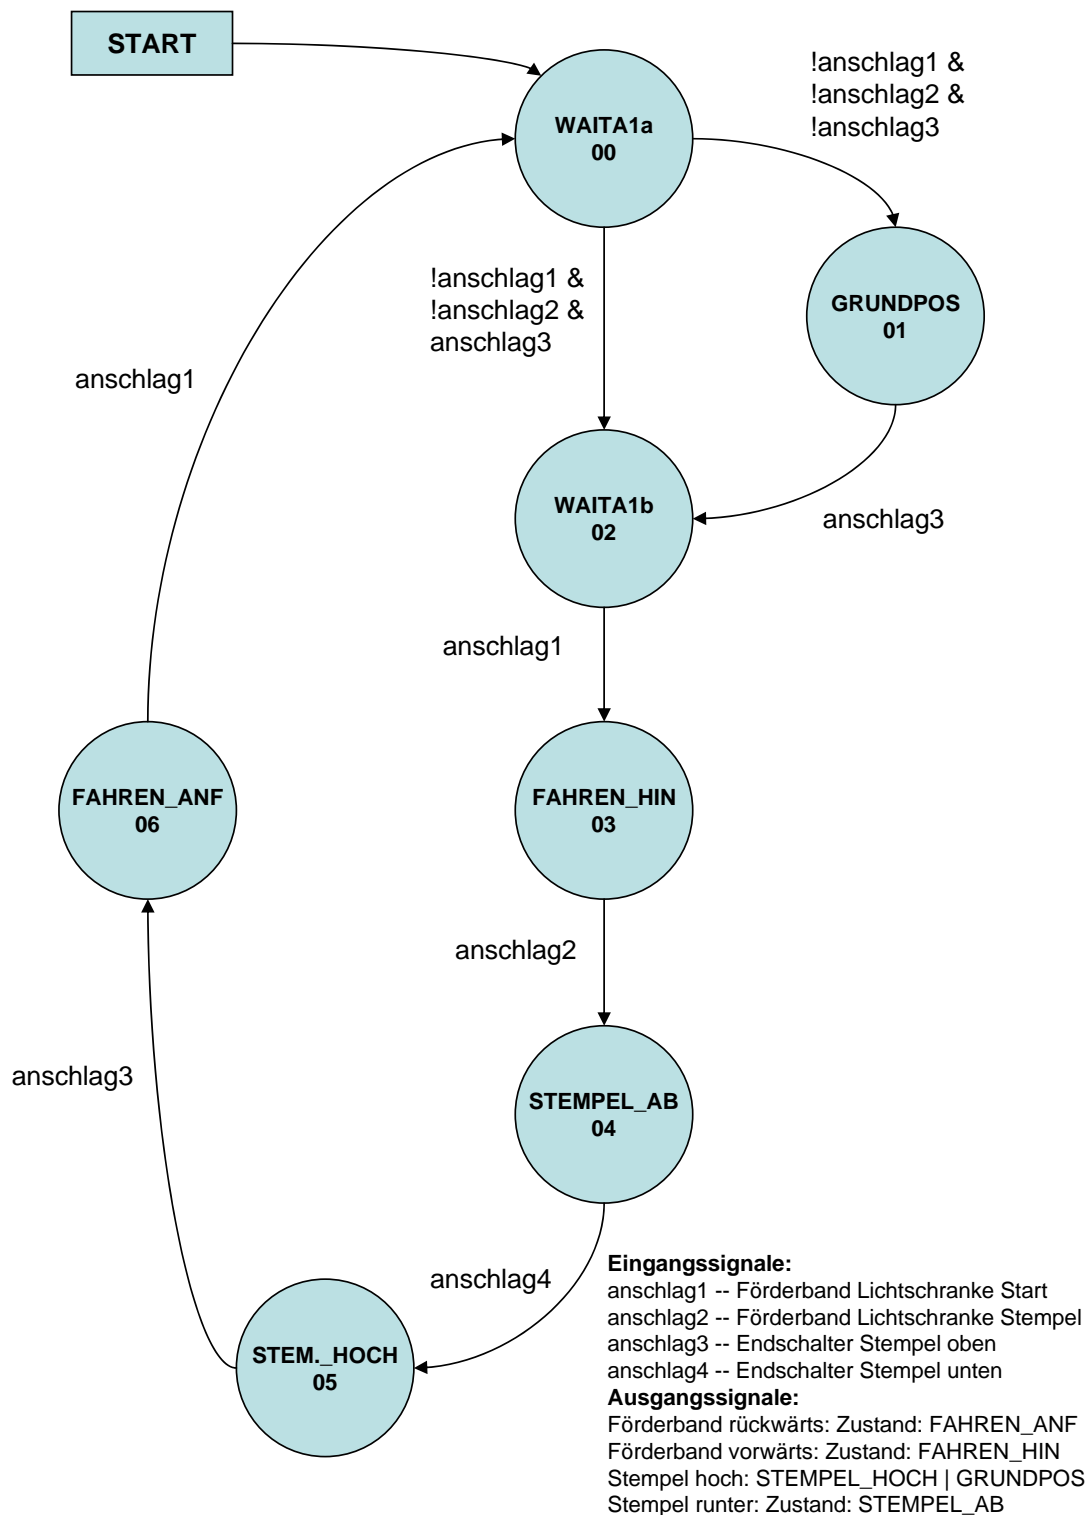 START
WAITA1a
00
!anschlag1 &
!anschlag2 &
!anschlag3
!anschlag1 &
!anschlag2 &
anschlag3
GRUNDPOS
01
anschlag1
WAITA1b
02
anschlag3
anschlag1
FAHREN_ANF
06
FAHREN_HIN
03
anschlag2
anschlag3
STEMPEL_AB
04
anschlag4
STEM._HOCH
05
Eingangssignale:
anschlag1 -- Förderband Lichtschranke Start
anschlag2 -- Förderband Lichtschranke Stempel
anschlag3 -- Endschalter Stempel oben
anschlag4 -- Endschalter Stempel unten
Ausgangssignale:
Förderband rückwärts: Zustand: FAHREN_ANF
Förderband vorwärts: Zustand: FAHREN_HIN
Stempel hoch: STEMPEL_HOCH | GRUNDPOS
Stempel runter: Zustand: STEMPEL_AB